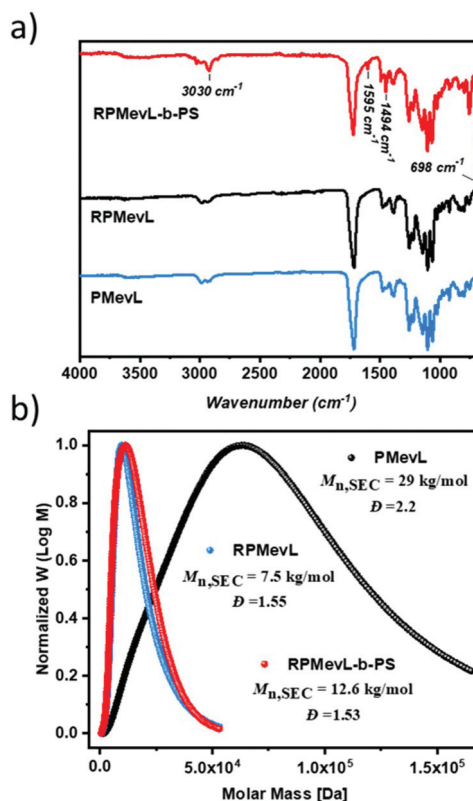 a)
3030 cm⁻¹
1595 cm⁻¹
1494 cm⁻¹
698 cm⁻¹
RPMevL-b-PS
RPMevL
PMevL
4000 3500 3000 2500 2000 1500 1000
Wavenumber (cm⁻¹)
b)
Normalized W (Log M)
1.0
0.8
0.6
0.4
0.2
0.0
PMevL
Mn,SEC = 29 kg/mol
Đ = 2.2
RPMevL
Mn,SEC = 7.5 kg/mol
Đ =1.55
RPMevL-b-PS
Mn,SEC = 12.6 kg/mol
Đ =1.53
0.0 5.0x10⁴ 1.0x10⁵ 1.5x10⁵
Molar Mass [Da]